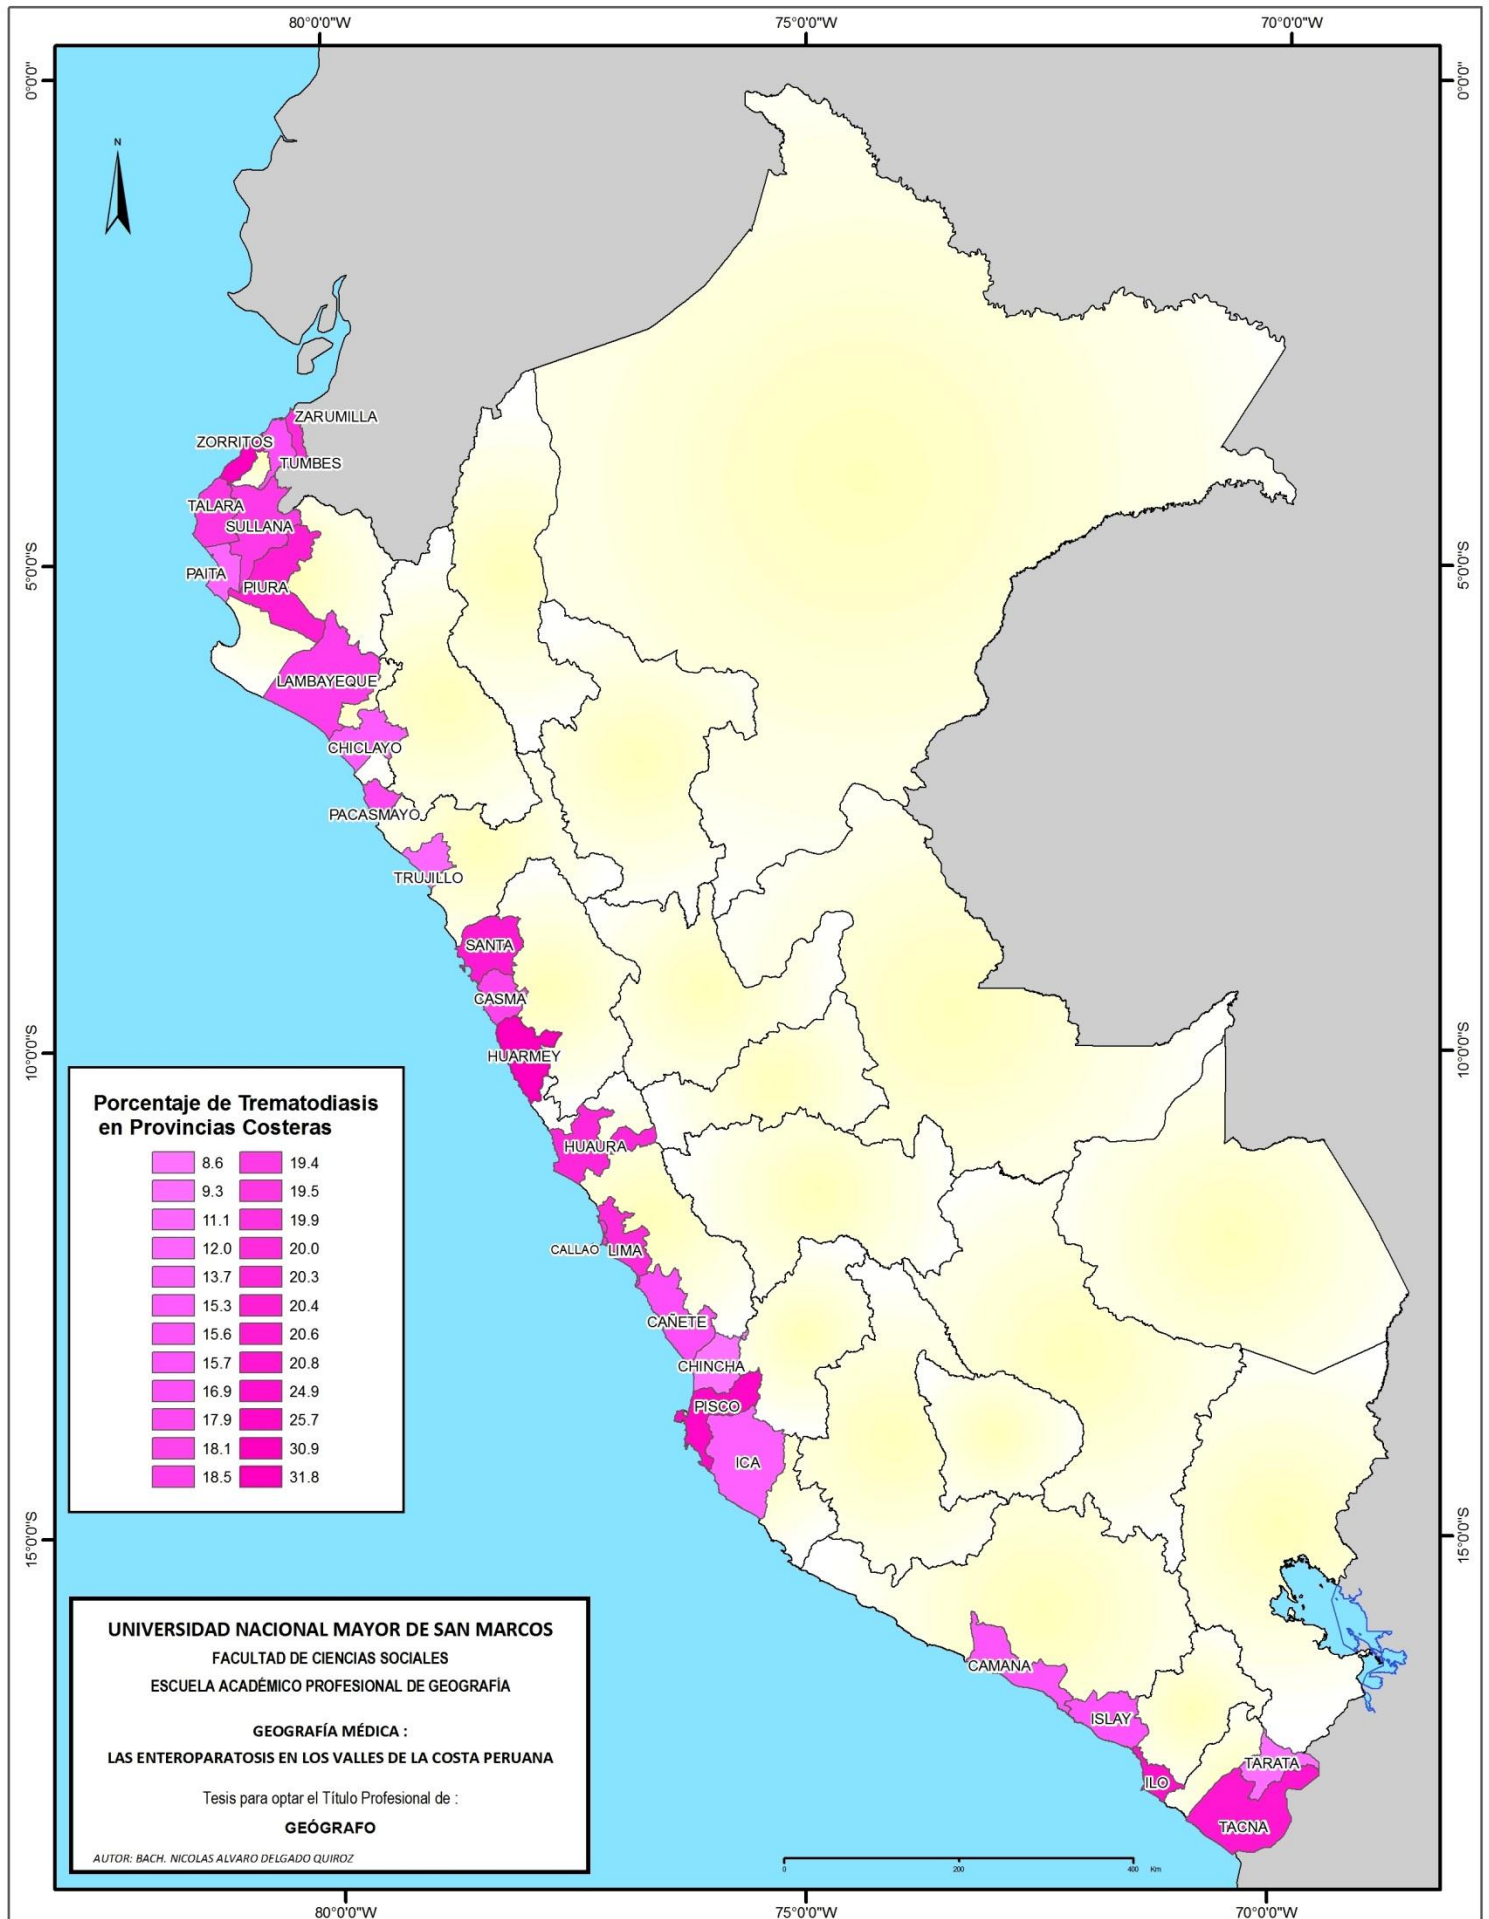 80°0'0"W
75°0'0"W
70°0'0"W
0°0'0"
0°0'0"
N
ZARUMILLA
ZORRITOS
TUMBES
TALARA
SULLANA
5°0'0"S
5°0'0"S
PAITA
PIURA
LAMBAYEQUE
CHICLAYO
PACASMAYO
TRUJILLO
SANTA
CASMA
HUARMEY
10°0'0"S
10°0'0"S
HUAURA
CALLAO
LIMA
CAÑETE
CHINCHA
PISCO
ICA
15°0'0"S
15°0'0"S
CAMANA
ISLAY
ILO
TARATA
TACNA
Porcentaje de Trematodiasis
en Provincias Costeras
8.6 19.4
9.3 19.5
11.1 19.9
12.0 20.0
13.7 20.3
15.3 20.4
15.6 20.6
15.7 20.8
16.9 24.9
17.9 25.7
18.1 30.9
18.5 31.8
UNIVERSIDAD NACIONAL MAYOR DE SAN MARCOS
FACULTAD DE CIENCIAS SOCIALES
ESCUELA ACADÉMICO PROFESIONAL DE GEOGRAFÍA
GEOGRAFÍA MÉDICA :
LAS ENTEROPARATOSIS EN LOS VALLES DE LA COSTA PERUANA
Tesis para optar el Título Profesional de :
GEÓGRAFO
AUTOR: BACH. NICOLAS ALVARO DELGADO QUIROZ
0 200 400 Km
80°0'0"W
75°0'0"W
70°0'0"W